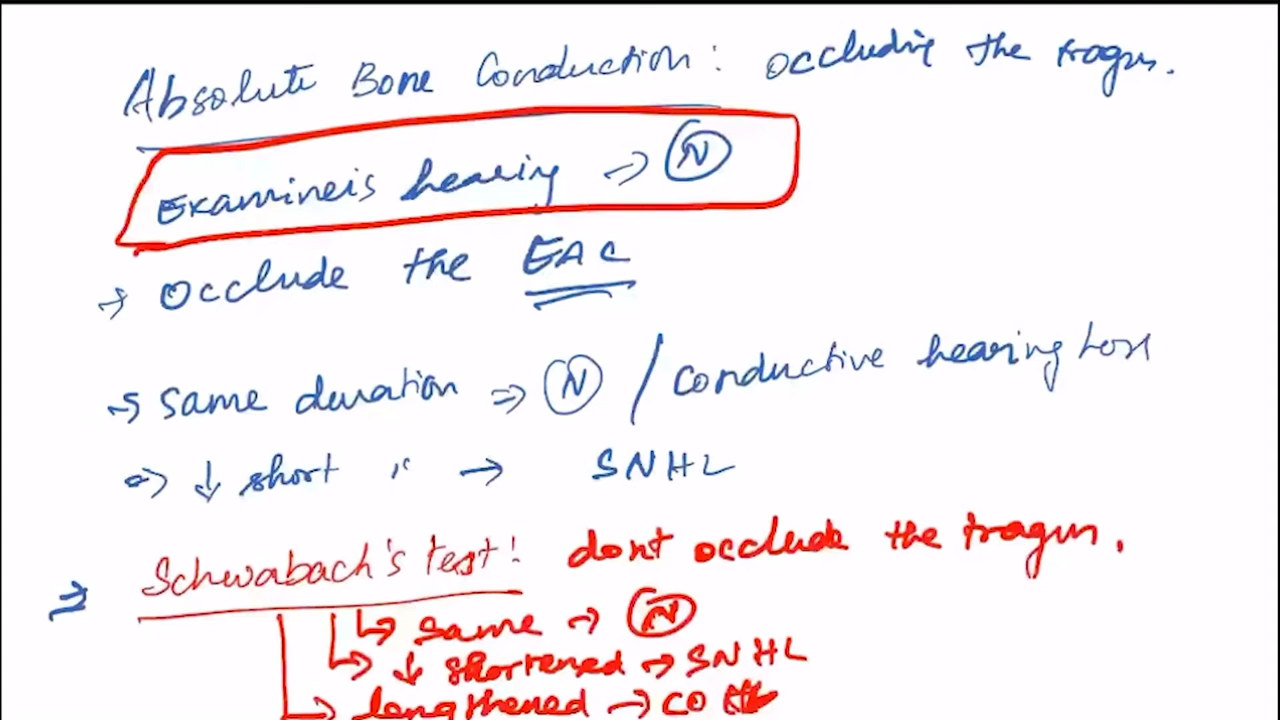 Absolute Bone Conduction: occluding the tragus.
Examineis hearing → N
→ Occlude the EAC
→ same duration ⇒ N / conductive hearing loss
⇒ ↓ short " → SNHL
⇒ Schwabach's test! dont occlude the tragus.
↳ same → N
↳ ↓ shortened → SNHL
↳ lengthened → CO